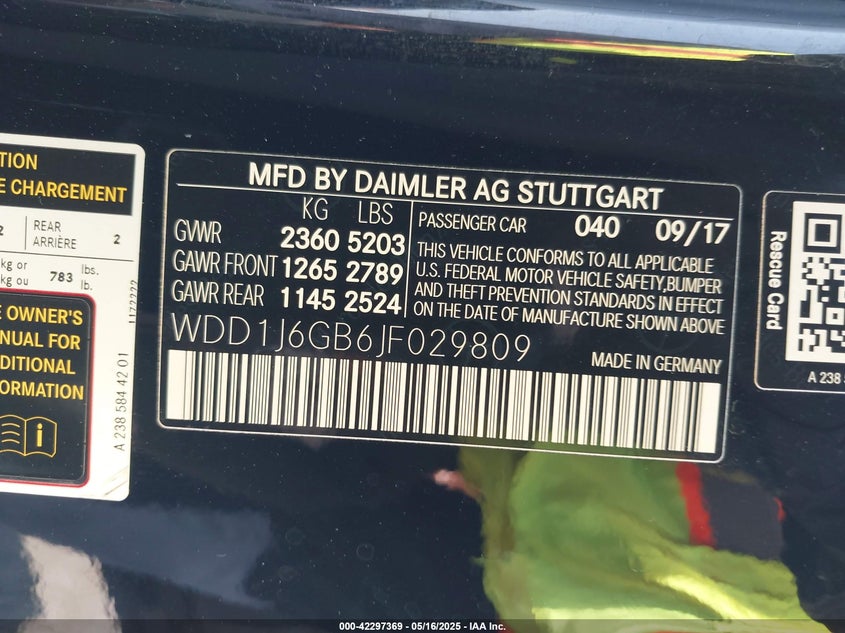 TION
E CHARGEMENT
2 REAR ARRIÈRE 2
kg or kg ou 783 lbs. lb.
E OWNER'S
ANUAL FOR
DITIONAL
FORMATION
i
1172222
A 238 584 42 01
MFD BY DAIMLER AG STUTTGART
KG LBS
GWVR 2360 5203
GAWR FRONT 1265 2789
GAWR REAR 1145 2524
PASSENGER CAR 040 09/17
THIS VEHICLE CONFORMS TO ALL APPLICABLE
U.S. FEDERAL MOTOR VEHICLE SAFETY,BUMPER
AND THEFT PREVENTION STANDARDS IN EFFECT
ON THE DATE OF MANUFACTURE SHOWN ABOVE
WDD1J6GB6JF029809
MADE IN GERMANY
Rescue Card
A 238
000-42297369 - 05/16/2025 - IAA Inc.